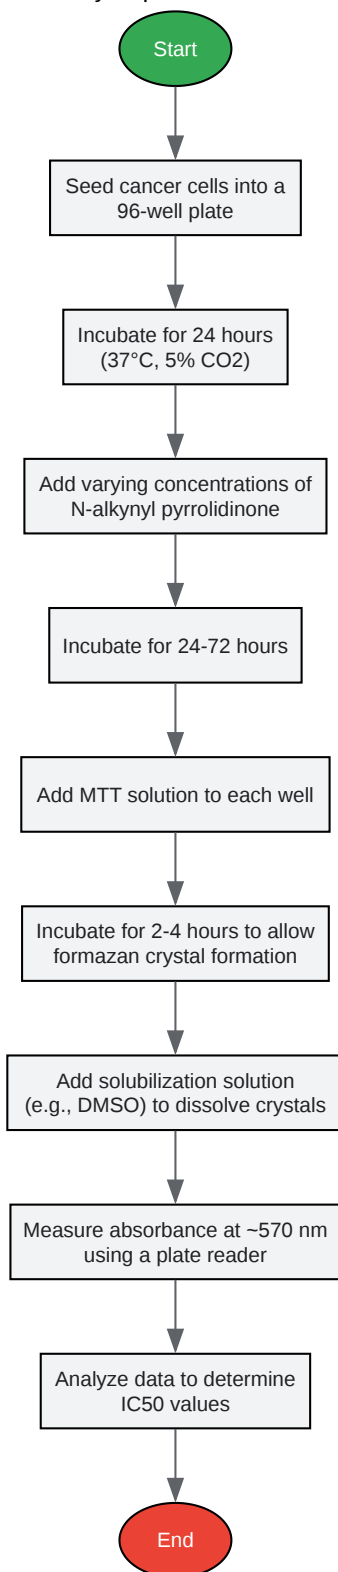 Start
Seed cancer cells into a
96-well plate
Incubate for 24 hours
(37°C, 5% CO2)
Add varying concentrations of
N-alkynyl pyrrolidinone
Incubate for 24-72 hours
Add MTT solution to each well
Incubate for 2-4 hours to allow
formazan crystal formation
Add solubilization solution
(e.g., DMSO) to dissolve crystals
Measure absorbance at ~570 nm
using a plate reader
Analyze data to determine
IC50 values
End